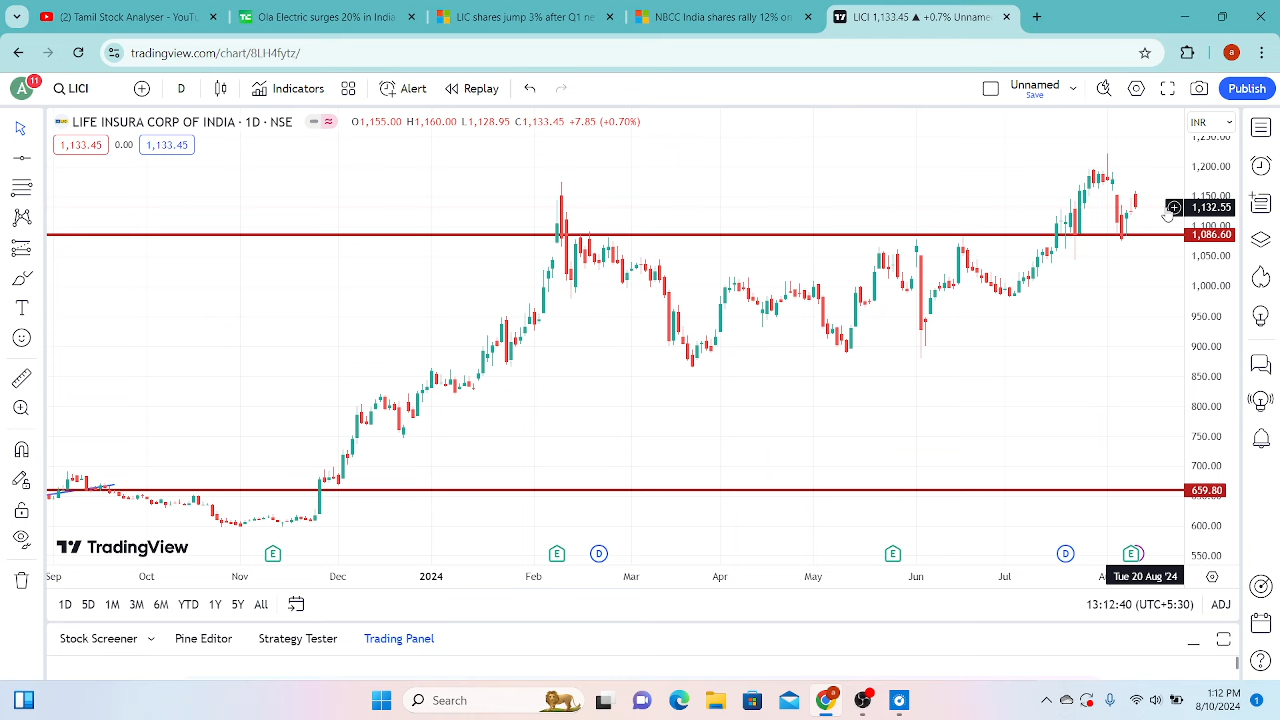 Tamil Swing Action - YouTu
Ola Electric surges 20% in India
LIC shares jump 3% after Q1 ne
NBCC India shares rally 12% on
LICI 1,133.45 ▲ +0.7% Unname
tradingview.com/chart/8LH4fytz/
a
A
11
LICI
D
Indicators
Alert
Replay
Unnamed
Save
Publish
LIFE INSURA CORP OF INDIA · 1D · NSE
O1,155.00 H1,160.00 L1,128.95 C1,133.45 +7.85 (+0.70%)
INR
1,133.45
0.00
1,133.45
1,250.00
1,200.00
1,150.00
1,132.55
1,100.00
1,086.60
1,050.00
1,000.00
950.00
900.00
850.00
800.00
750.00
700.00
659.80
600.00
550.00
TradingView
E
E
D
E
D
E
Sep
Oct
Nov
Dec
2024
Feb
Mar
Apr
May
Jun
Jul
Tue 20 Aug '24
1D
5D
1M
3M
6M
YTD
1Y
5Y
All
13:12:40 (UTC+5:30)
ADJ
Stock Screener
Pine Editor
Strategy Tester
Trading Panel
Search
1:12 PM
8/10/2024